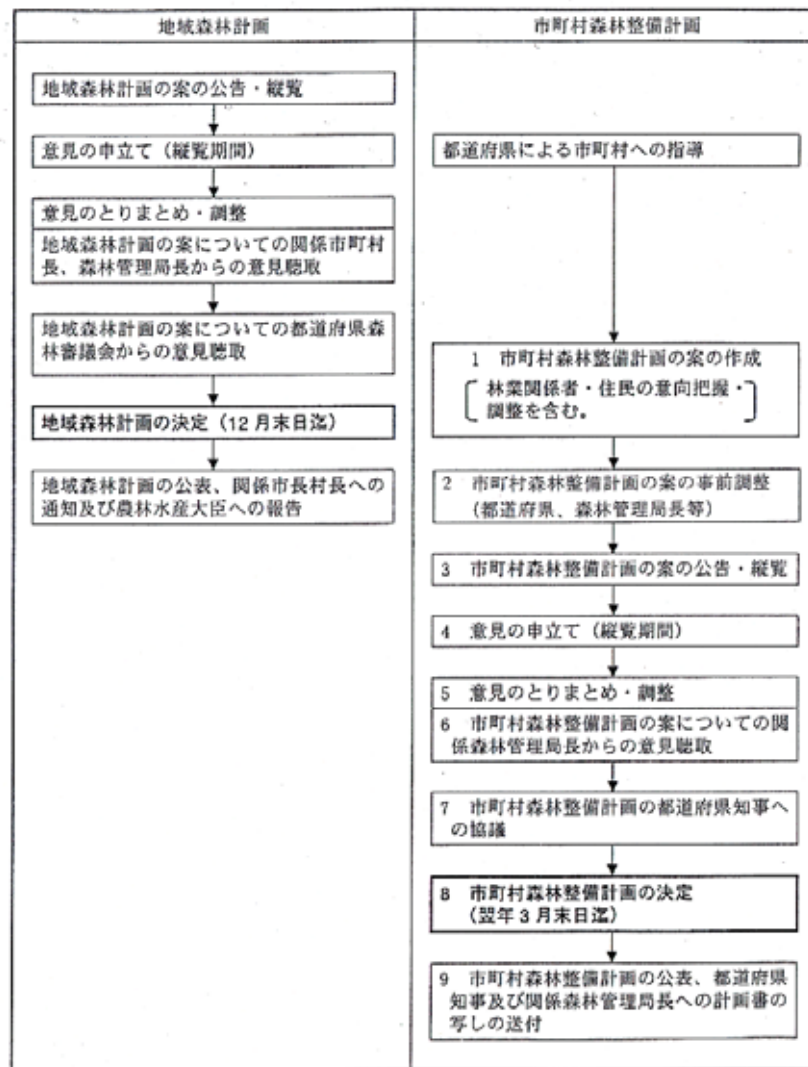 地域森林計画
地域森林計画の案の公告・縦覧
意見の申立て（縦覧期間）
意見のとりまとめ・調整
地域森林計画の案についての関係市町村
長、森林管理局長からの意見聴取
地域森林計画の案についての都道府県森
林審議会からの意見聴取
地域森林計画の決定（12月末日迄）
地域森林計画の公表、関係市長村長への
通知及び農林水産大臣への報告
市町村森林整備計画
都道府県による市町村への指導
1 市町村森林整備計画の案の作成
林業関係者・住民の意向把握・
調整を含む。
2 市町村森林整備計画の案の事前調整
（都道府県、森林管理局長等）
3 市町村森林整備計画の案の公告・縦覧
4 意見の申立て（縦覧期間）
5 意見のとりまとめ・調整
6 市町村森林整備計画の案についての関
係森林管理局長からの意見聴取
7 市町村森林整備計画の都道府県知事へ
の協議
8 市町村森林整備計画の決定
（翌年3月末日迄）
9 市町村森林整備計画の公表、都道府県
知事及び関係森林管理局長への計画書の
写しの送付